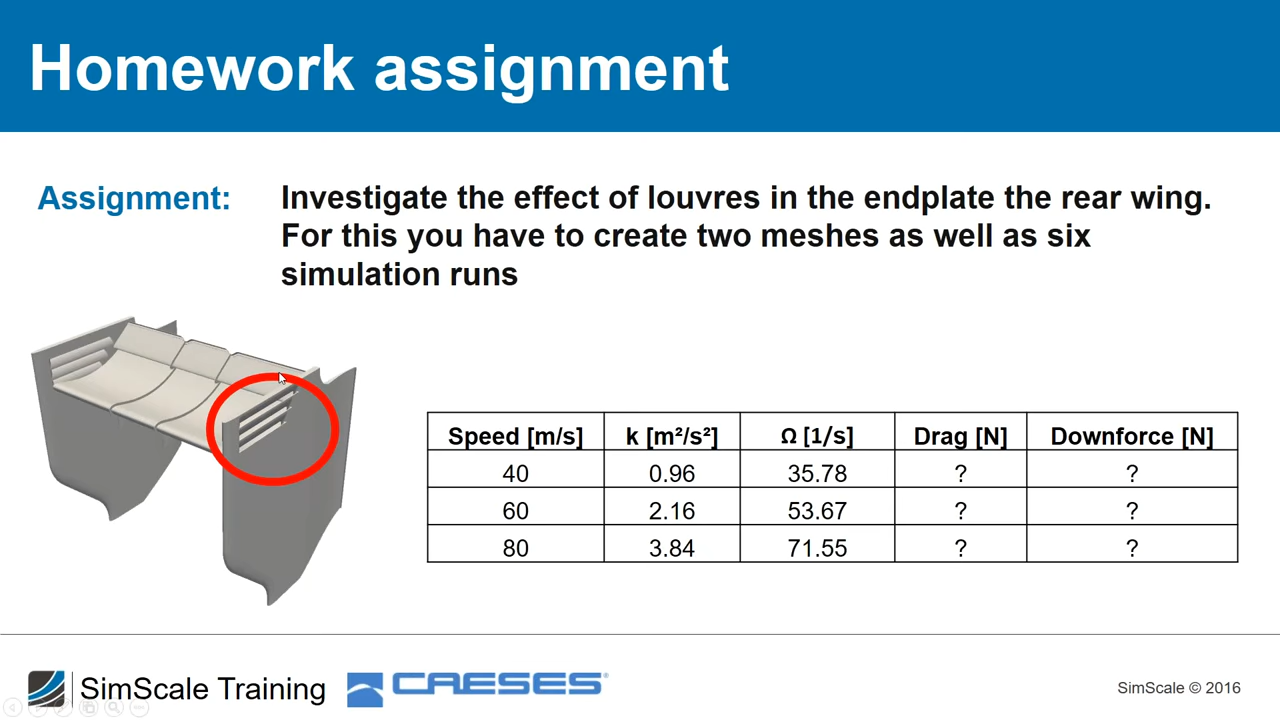 Homework assignment
Assignment:
Investigate the effect of louvres in the endplate the rear wing.
For this you have to create two meshes as well as six
simulation runs
Speed [m/s] k [m²/s²] Ω [1/s] Drag [N] Downforce [N]
40 0.96 35.78 ? ?
60 2.16 53.67 ? ?
80 3.84 71.55 ? ?
SimScale Training
CAESES®
SimScale © 2016